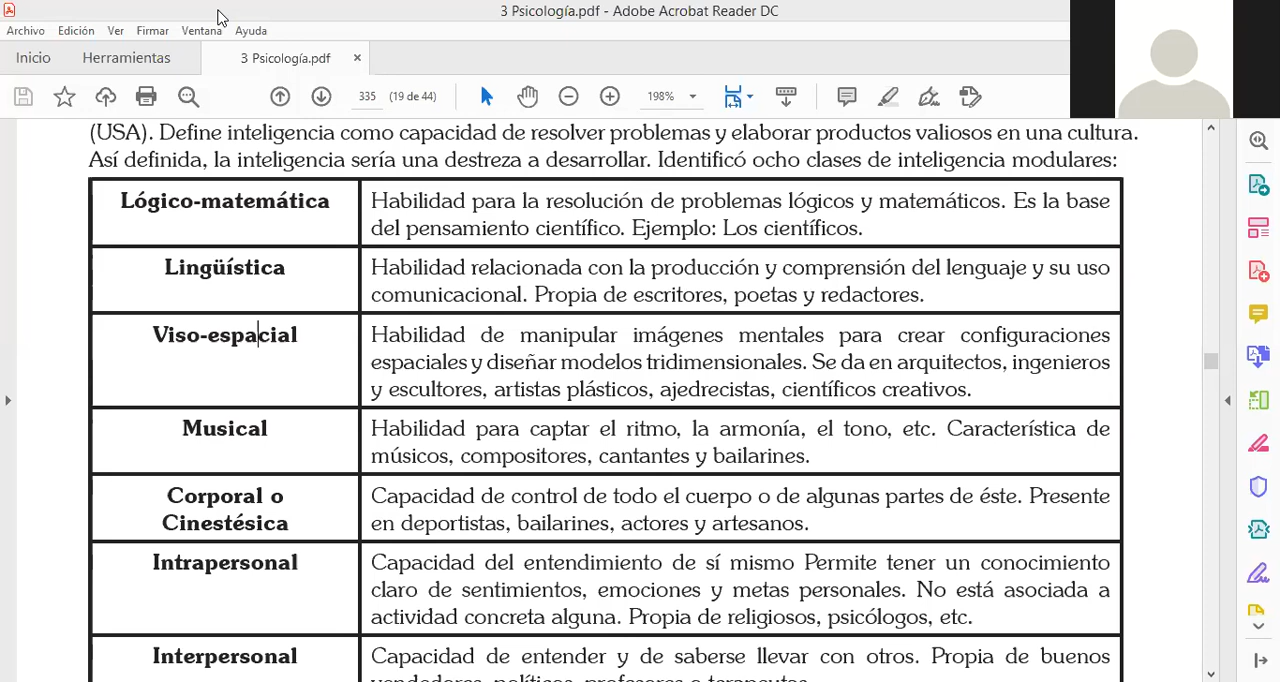 3 Psicología.pdf - Adobe Acrobat Reader DC
Archivo Edición Ver Firmar Ventana Ayuda
Inicio Herramientas 3 Psicología.pdf ×
335 (19 de 44) 198%
(USA). Define inteligencia como capacidad de resolver problemas y elaborar productos valiosos en una cultura.
Así definida, la inteligencia sería una destreza a desarrollar. Identificó ocho clases de inteligencia modulares:
Lógico-matemática
Habilidad para la resolución de problemas lógicos y matemáticos. Es la base
del pensamiento científico. Ejemplo: Los científicos.
Lingüística
Habilidad relacionada con la producción y comprensión del lenguaje y su uso
comunicacional. Propia de escritores, poetas y redactores.
Viso-espacial
Habilidad de manipular imágenes mentales para crear configuraciones
espaciales y diseñar modelos tridimensionales. Se da en arquitectos, ingenieros
y escultores, artistas plásticos, ajedrecistas, científicos creativos.
Musical
Habilidad para captar el ritmo, la armonía, el tono, etc. Característica de
músicos, compositores, cantantes y bailarines.
Corporal o
Cinestésica
Capacidad de control de todo el cuerpo o de algunas partes de éste. Presente
en deportistas, bailarines, actores y artesanos.
Intrapersonal
Capacidad del entendimiento de sí mismo Permite tener un conocimiento
claro de sentimientos, emociones y metas personales. No está asociada a
actividad concreta alguna. Propia de religiosos, psicólogos, etc.
Interpersonal
Capacidad de entender y de saberse llevar con otros. Propia de buenos
vendedores, políticos, profesores o terapeutas.